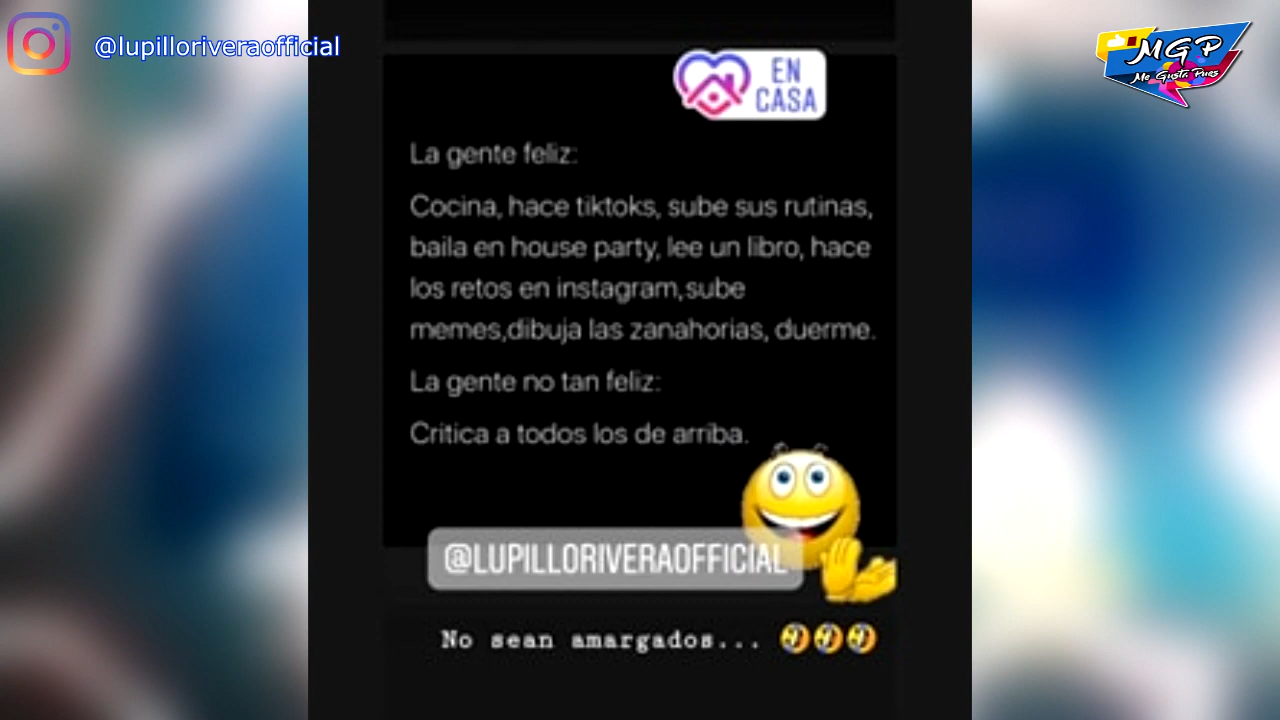 @lupilloriveraofficial
MGP
Me Gusta Pues
EN
CASA
La gente feliz:
Cocina, hace tiktoks, sube sus rutinas,
baila en house party, lee un libro, hace
los retos en instagram,sube
memes,dibuja las zanahorias, duerme.
La gente no tan feliz:
Critica a todos los de arriba.
@LUPILLORIVERAOFFICIAL
No sean amargados... 🤣🤣🤣